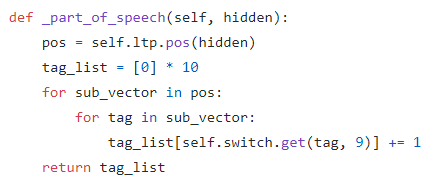 def _part_of_speech(self, hidden):
    pos = self.ltp.pos(hidden)
    tag_list = [0] * 10
    for sub_vector in pos:
        for tag in sub_vector:
            tag_list[self.switch.get(tag, 9)] += 1
    return tag_list